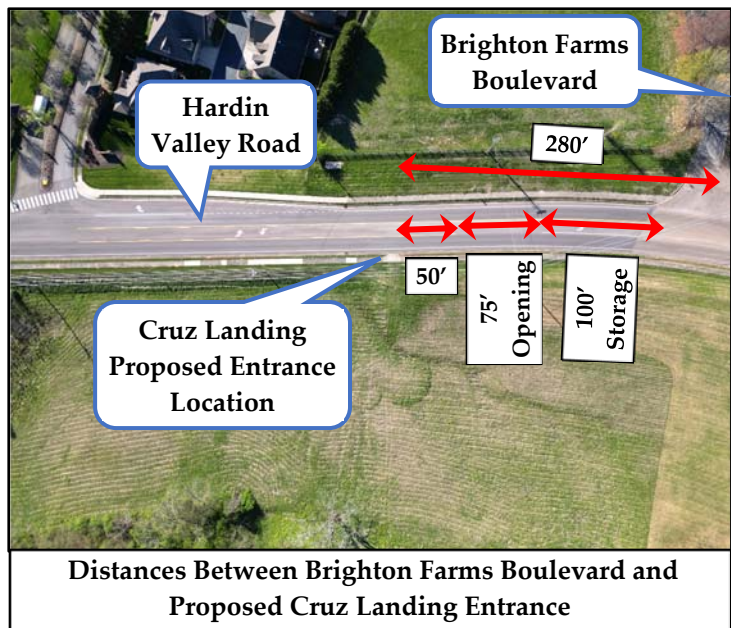 Brighton Farms
Boulevard
Hardin
Valley Road
280′
50′
75′
Opening
100′
Storage
Cruz Landing
Proposed Entrance
Location
Distances Between Brighton Farms Boulevard and
Proposed Cruz Landing Entrance